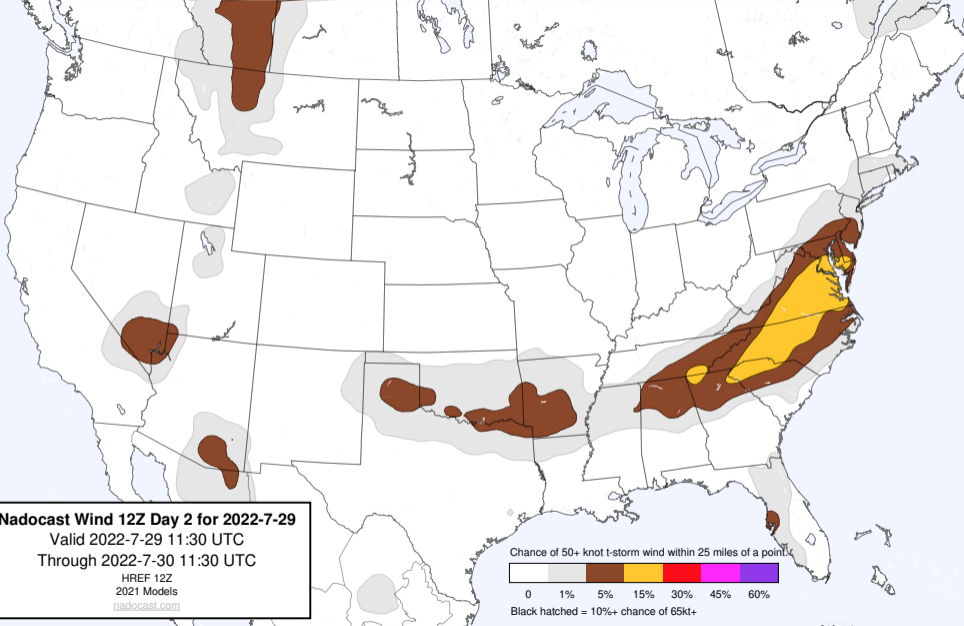 Nadocast Wind 12Z Day 2 for 2022-7-29
Valid 2022-7-29 11:30 UTC
Through 2022-7-30 11:30 UTC
HREF 12Z
2021 Models
nadocast.com
Chance of 50+ knot t-storm wind within 25 miles of a point.
0 1% 5% 15% 30% 45% 60%
Black hatched = 10%+ chance of 65kt+